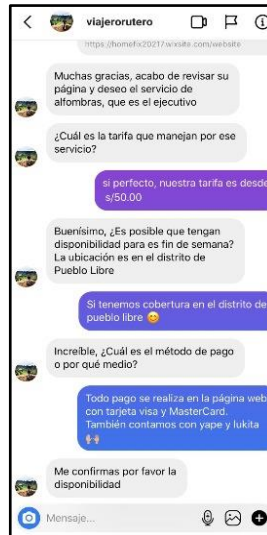 viajerorutero
https://homefix20217.wixsite.com/website
Muchas gracias, acabo de revisar su
página y deseo el servicio de
alfombras, que es el ejecutivo
¿Cuál es la tarifa que manejan por ese
servicio?
si perfecto, nuestra tarifa es desde
s/50.00
Buenísimo, ¿Es posible que tengan
disponibilidad para es fin de semana?
La ubicación es en el distrito de
Pueblo Libre
Si tenemos cobertura en el distrito de
pueblo libre 😊
Increíble, ¿Cuál es el método de pago
o por qué medio?
Todo pago se realiza en la página web
con tarjeta visa y MasterCard.
También contamos con yape y lukita
🙌🏻
Me confirmas por favor la
disponibilidad
Mensaje...